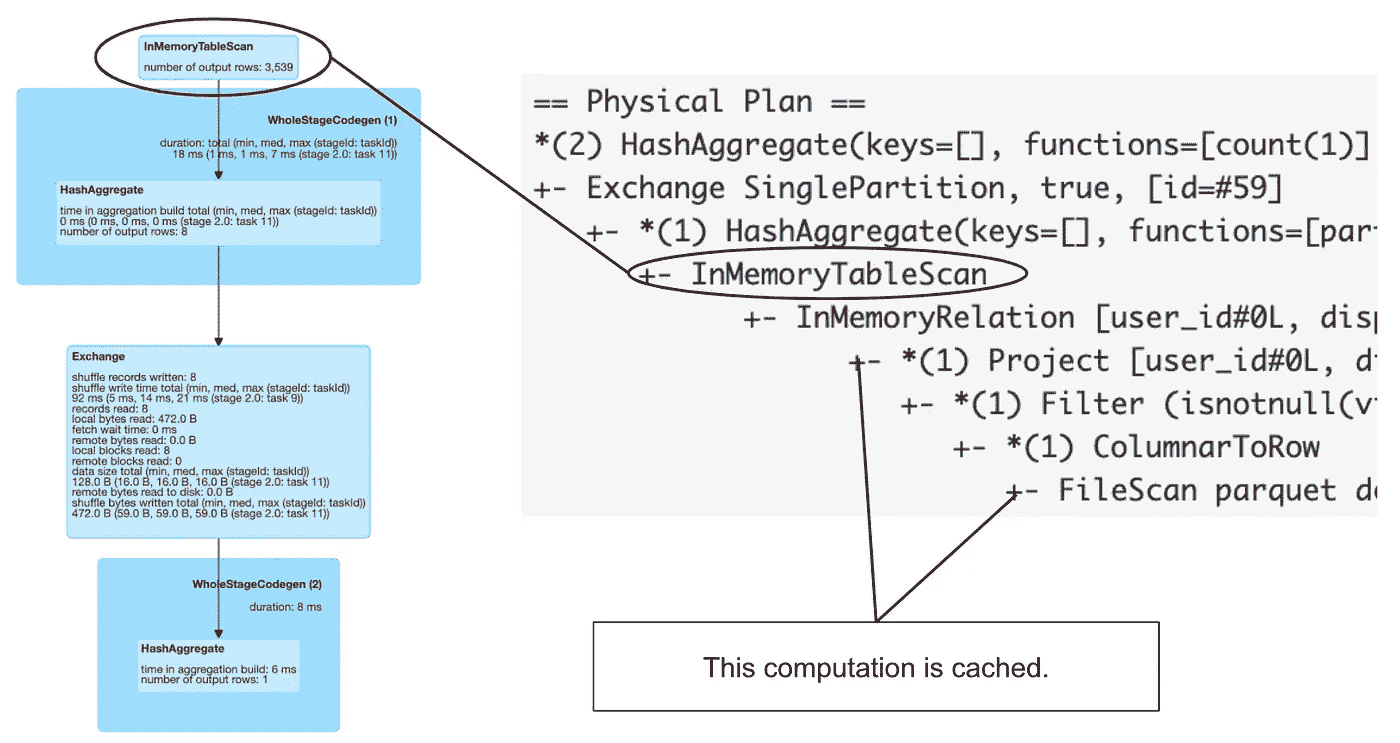 InMemoryTableScan
number of output rows: 3,539
WholeStageCodegen (1)
duration: total (min, med, max (stageId: taskId))
18 ms (1 ms, 1 ms, 7 ms (stage 2.0: task 11))
HashAggregate
time in aggregation build total (min, med, max (stageId: taskId))
0 ms (0 ms, 0 ms, 0 ms (stage 2.0: task 11))
number of output rows: 8
Exchange
shuffle records written: 8
shuffle write time total (min, med, max (stageId: taskId))
92 ms (5 ms, 14 ms, 21 ms (stage 2.0: task 9))
records read: 8
local bytes read: 472.0 B
fetch wait time: 0 ms
remote bytes read: 0.0 B
local blocks read: 8
remote blocks read: 0
data size total (min, med, max (stageId: taskId))
128.0 B (16.0 B, 16.0 B, 16.0 B (stage 2.0: task 11))
remote bytes read to disk: 0.0 B
shuffle bytes written total (min, med, max (stageId: taskId))
472.0 B (59.0 B, 59.0 B, 59.0 B (stage 2.0: task 11))
WholeStageCodegen (2)
duration: 8 ms
HashAggregate
time in aggregation build: 6 ms
number of output rows: 1
== Physical Plan ==
*(2) HashAggregate(keys=[], functions=[count(1)]
+- Exchange SinglePartition, true, [id=#59]
+- *(1) HashAggregate(keys=[], functions=[par
+- InMemoryTableScan
+- InMemoryRelation [user_id#0L, disp
+- *(1) Project [user_id#0L, di
+- *(1) Filter (isnotnull(v
+- *(1) ColumnarToRow
+- FileScan parquet de
This computation is cached.